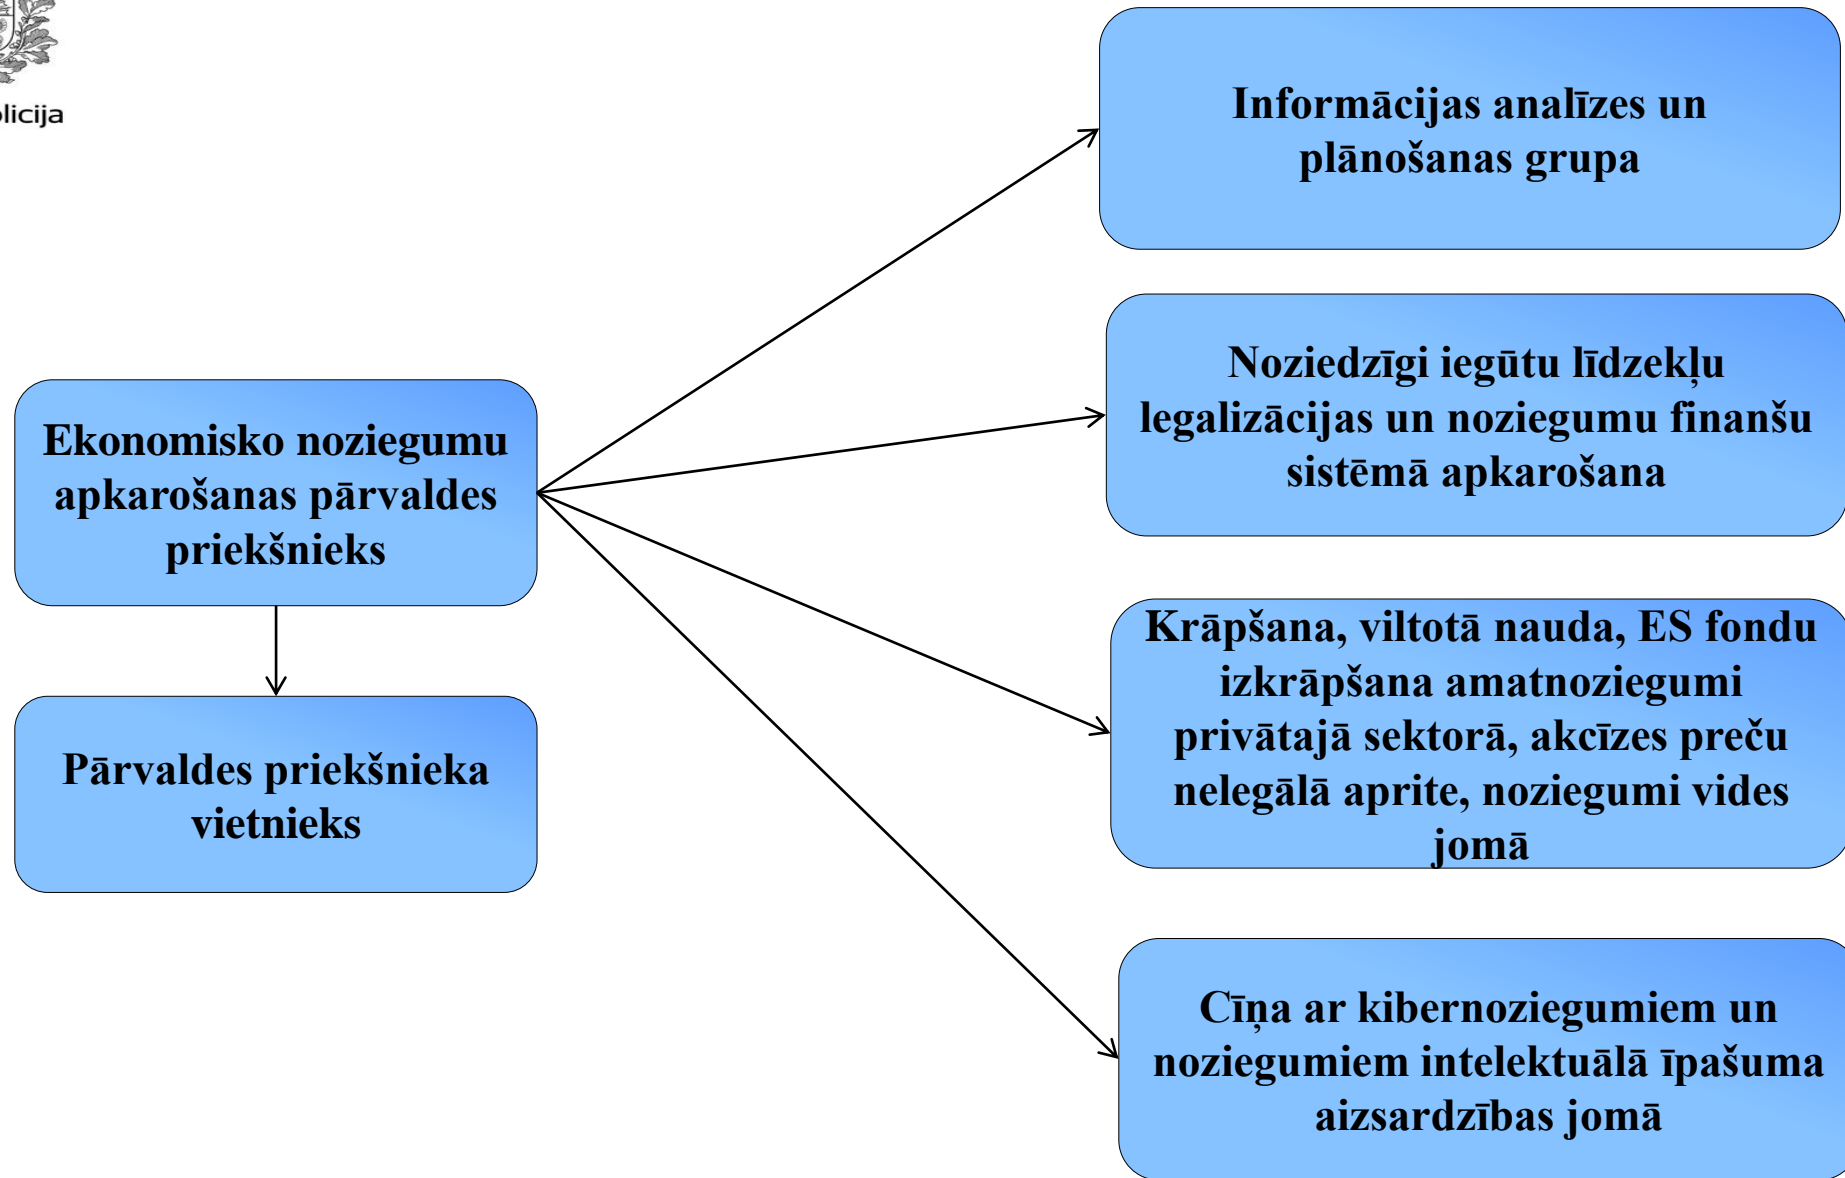 Informācijas analīzes un
plānošanas grupa
Noziedzīgi iegūtu līdzekļu
legalizācijas un noziegumu finanšu
sistēmā apkarošana
Ekonomisko noziegumu
apkarošanas pārvaldes
priekšnieks
Krāpšana, viltotā nauda, ES fondu
izkrāpšana amatnoziegumi
privātajā sektorā, akcīzes preču
nelegālā aprite, noziegumi vides
jomā
Pārvaldes priekšnieka
vietnieks
Cīņa ar kibernoziegumiem un
noziegumiem intelektuālā īpašuma
aizsardzības jomā